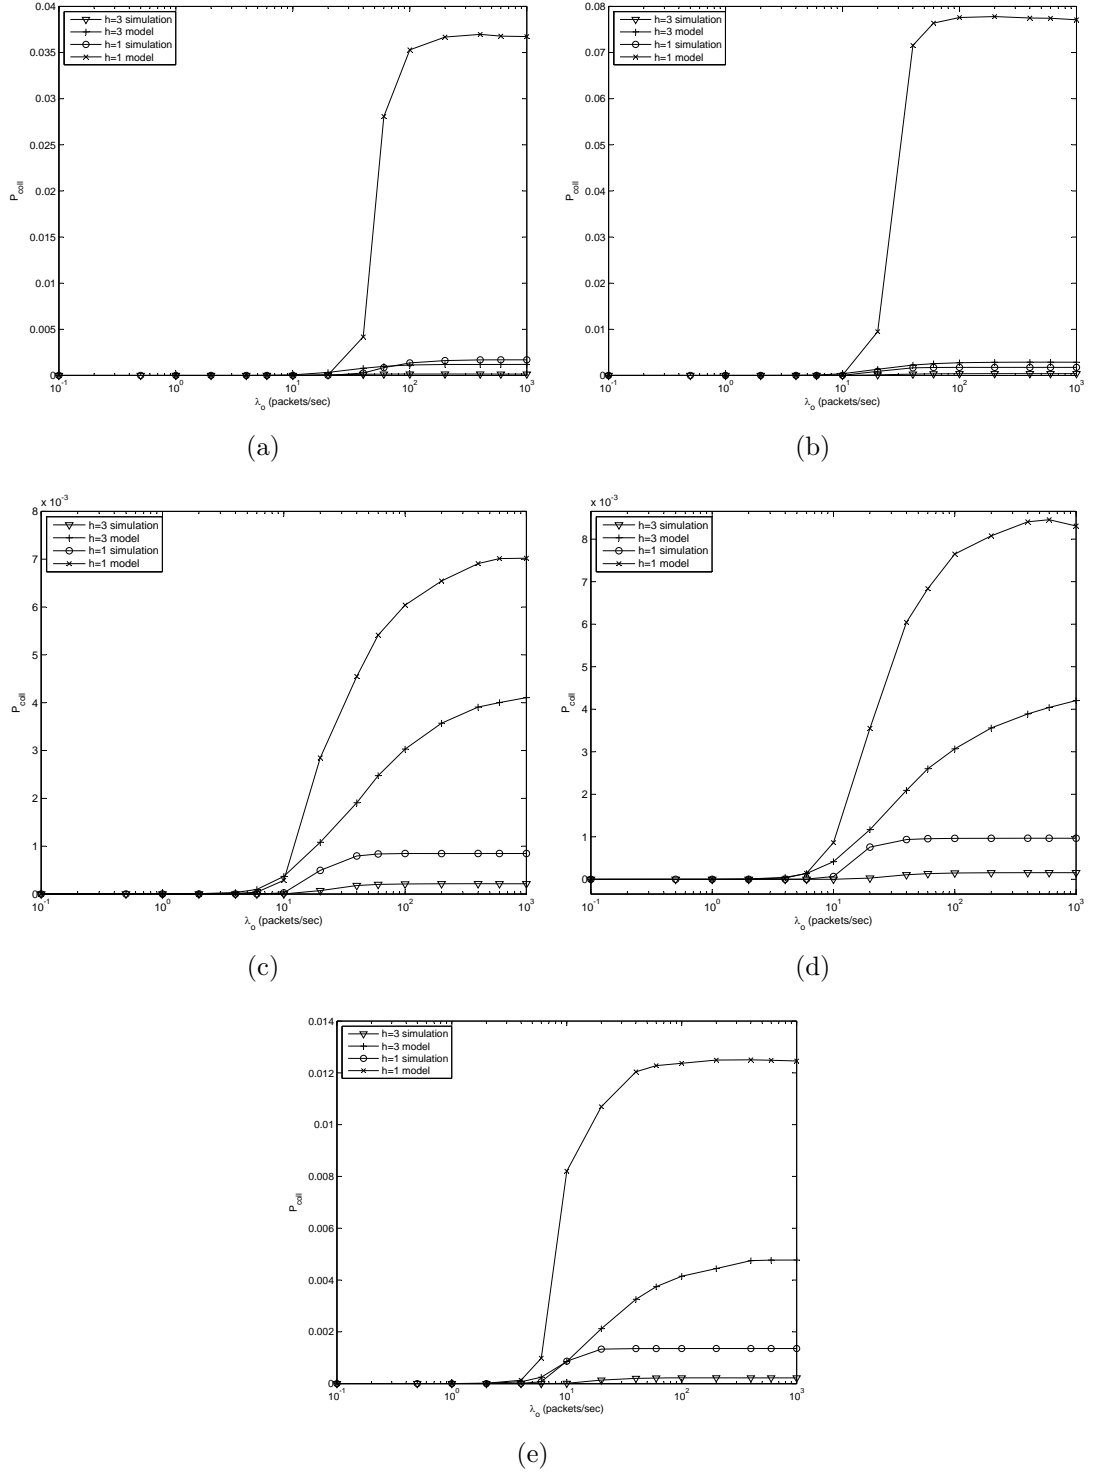 0.04
0.035
0.03
0.025
0.02
0.015
0.01
0.005
0
P_coll
h=3 simulation
h=3 model
h=1 simulation
h=1 model
10^-1 10^0 10^1 10^2 10^3
λ_o (packets/sec)
(a)
0.08
0.07
0.06
0.05
0.04
0.03
0.02
0.01
0
P_coll
h=3 simulation
h=3 model
h=1 simulation
h=1 model
10^-1 10^0 10^1 10^2 10^3
λ_o (packets/sec)
(b)
x 10^-3
8
7
6
5
4
3
2
1
0
P_coll
h=3 simulation
h=3 model
h=1 simulation
h=1 model
10^-1 10^0 10^1 10^2 10^3
λ_o (packets/sec)
(c)
x 10^-3
8
7
6
5
4
3
2
1
0
P_coll
h=3 simulation
h=3 model
h=1 simulation
h=1 model
10^-1 10^0 10^1 10^2 10^3
λ_o (packets/sec)
(d)
0.014
0.012
0.01
0.008
0.006
0.004
0.002
0
P_coll
h=3 simulation
h=3 model
h=1 simulation
h=1 model
10^-1 10^0 10^1 10^2 10^3
λ_o (packets/sec)
(e)